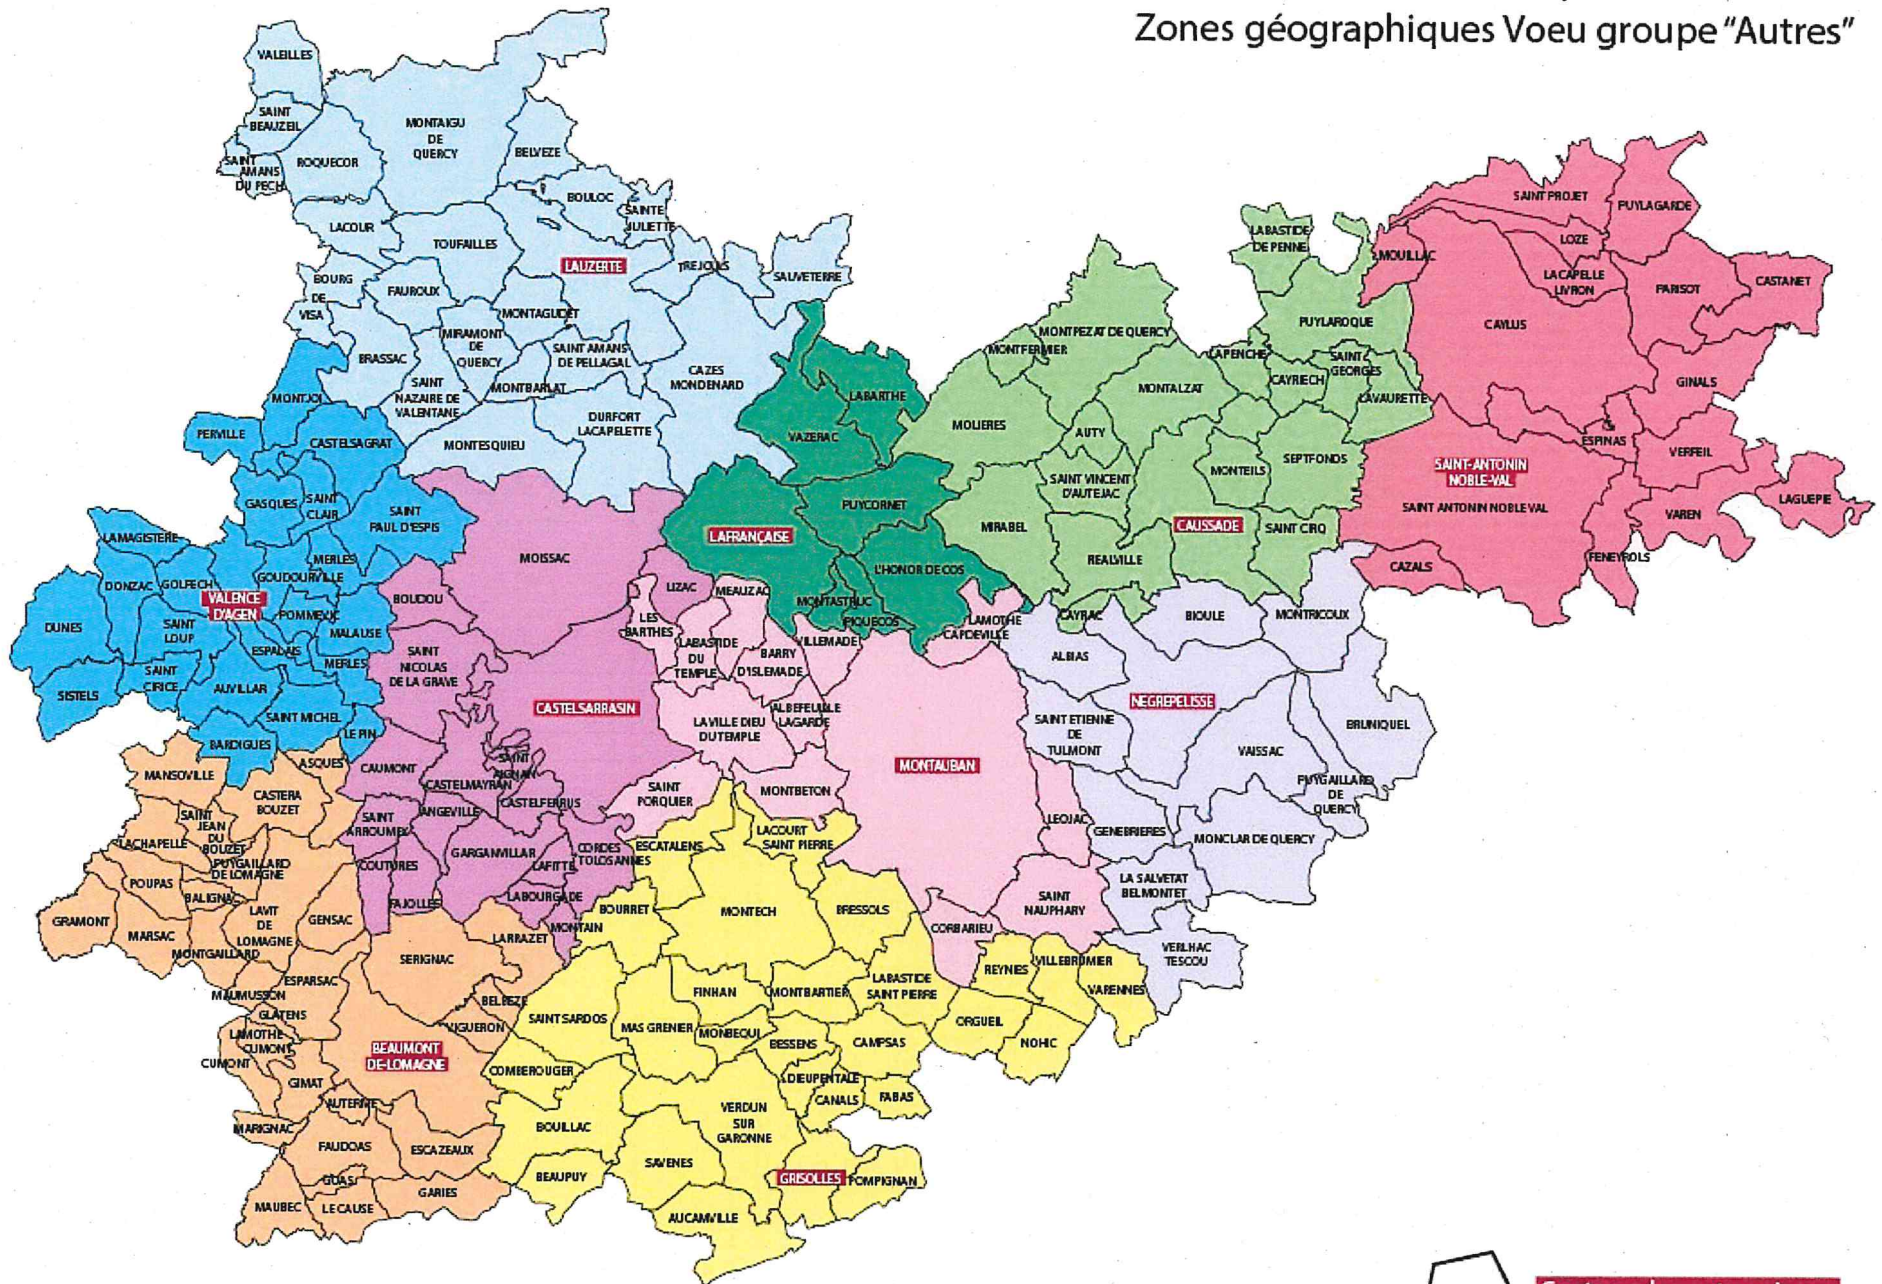 Zones géographiques Voeu groupe “Autres”
VALEILLES
SAINT
BEAUZEIL
SAINT
AMANS
DU PECH
ROQUECOR
MONTAIGU
DE
QUERCY
BELVEZE
BOULOC
SAINTE
JULIETTE
LACOUR
TOUFAILLES
LAUZERTE
TREJOULS
SAUVETERRE
BOURG
DE
VISA
FAUROUX
MONTAGUDET
MIRAMONT
DE
QUERCY
BRASSAC
SAINT AMANS
DE PELLAGAL
CAZES
MONDENARD
SAINT
NAZAIRE DE
VALENTANE
MONTBARLAT
DURFORT
LACAPELETTE
MONTESQUIEU
MONTJOI
PERVILLE
CASTELSAGRAT
GASQUES
SAINT
CLAIR
SAINT
PAUL D'ESPIS
LAMAGISTERE
DONZAC
GOLFECH
MERLES
GOUDOURVILLE
VALENCE
D'AGEN
POMMEVIC
DUNES
SAINT
LOUP
MALAUSE
ESPALAIS
MERLES
SISTELS
SAINT
CIRICE
AUVILLAR
SAINT MICHEL
BARDIGUES
LE PIN
MOISSAC
BOUDOU
LIZAC
SAINT
NICOLAS
DE LA GRAVE
CASTELSARRASIN
CAUMONT
SAINT
AIGNAN
CASTELMAYRAN
ANGEVILLE
CASTELFERRUS
SAINT
ARROUMEX
COUTURES
GARGANVILLAR
LAFITTE
CORDES
TOLOSANNES
FAJOLLES
LABOURGADE
MONTAIN
VAZERAC
LABARTHE
PUYCORNET
LAFRANÇAISE
L'HONOR DE COS
MONTASTRUC
PIQUECOS
LABASTIDE
DE PENNE
MONTPEZAT DE QUERCY
MONTFERMIER
PUYLAROQUE
LAPENCHE
SAINT
GEORGES
CAYRIECH
LAVAURETTE
MONTALZAT
MOLIERES
AUTY
SAINT VINCENT
D'AUTEJAC
MONTEILS
SEPTFONDS
MIRABEL
CAUSSADE
SAINT CIRQ
REALVILLE
CAYRAC
SAINT PROJET
PUYLAGARDE
MOUILLAC
LOZE
LACAPELLE
LIVRON
PARISOT
CASTANET
CAYLUS
GINALS
ESPINAS
VERFEIL
SAINT-ANTONIN
NOBLE-VAL
SAINT ANTONIN NOBLE VAL
VAREN
LAGUEPIE
FENEYROLS
CAZALS
MEAUZAC
LES
BARTHES
LABASTIDE
DU
TEMPLE
BARRY
D'ISLEMADE
VILLEMADE
LAMOTHE
CAPDEVILLE
LA VILLE DIEU
DU TEMPLE
ALBEFEUILLE
LAGARDE
SAINT
PORQUIER
MONTBETON
MONTAUBAN
LEOJAC
SAINT
NAUPHARY
CORBARIEU
BIOULE
MONTRICOUX
ALBIAS
NEGREPELISSE
SAINT ETIENNE
DE
TULMONT
VAISSAC
BRUNIQUEL
PUYGAILLARD
DE
QUERCY
GENEBRIERES
MONCLAR DE QUERCY
LA SALVETAT
BELMONTET
VERLHAC
TESCOU
MANSOVILLE
ASQUES
CASTERA
BOUZET
SAINT
JEAN
DU
BOUZET
LACHAPELLE
PUYGAILLARD
DE LOMAGNE
POUPAS
BALIGNAC
GRAMONT
MARSAC
LAVIT
DE
LOMAGNE
GENSAC
MONTGAILLARD
LARRAZET
SERIGNAC
ESPARSAC
MAUMUSSON
GLATENS
BELBEZE
VIGUERON
LAMOTHE
CUMONT
CUMONT
BEAUMONT
DE-LOMAGNE
GIMAT
AUTERIVE
MARIGNAC
FAUDOAS
ESCAZEAUX
GOAS
MAUBEC
LE CAUSE
GARIES
ESCATALENS
LACOURT
SAINT PIERRE
BOURRET
MONTECH
BRESSOLS
SAINT SARDOS
FINHAN
MONTBARTIER
LABASTIDE
SAINT PIERRE
REYNIES
VILLEBRUMIER
VARENNES
MAS GRENIER
MONBEQUI
BESSENS
CAMPSAS
ORGUEIL
NOHIC
COMBEROUGER
DIEUPENTALE
CANALS
FABAS
BOUILLAC
VERDUN
SUR
GARONNE
BEAUPUY
SAVENES
GRISOLLES
POMPIGNAN
AUCAMVILLE